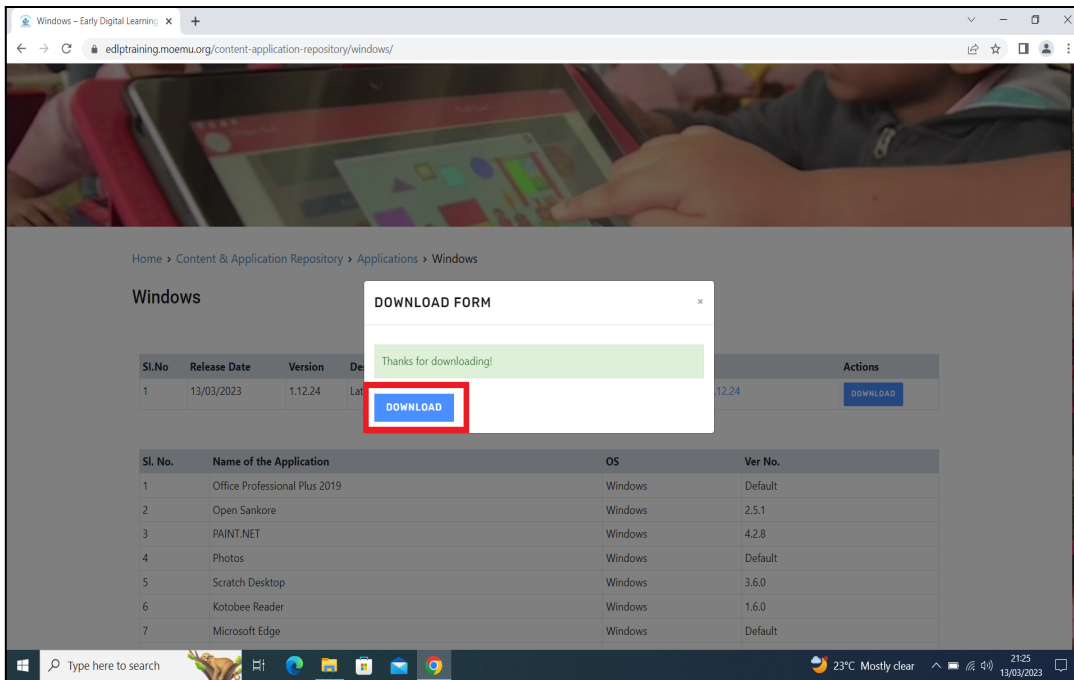 Windows – Early Digital Learning
edlptraining.moemu.org/content-application-repository/windows/
Home › Content & Application Repository › Applications › Windows
Windows
DOWNLOAD FORM ×
Thanks for downloading!
DOWNLOAD
Sl.No Release Date Version De Actions
1 13/03/2023 1.12.24 Lat .12.24 DOWNLOAD
Sl. No. Name of the Application OS Ver No.
1 Office Professional Plus 2019 Windows Default
2 Open Sankore Windows 2.5.1
3 PAINT.NET Windows 4.2.8
4 Photos Windows Default
5 Scratch Desktop Windows 3.6.0
6 Kotobee Reader Windows 1.6.0
7 Microsoft Edge Windows Default
Type here to search 23°C Mostly clear 21:25
13/03/2023